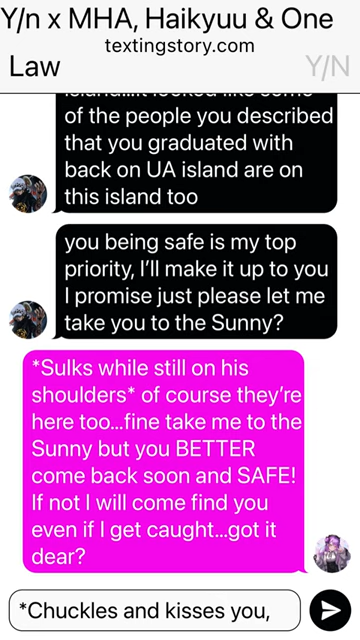 Y/n x MHA, Haikyuu & One
textingstory.com
Law
Y/N
of the people you described
that you graduated with
back on UA island are on
this island too
you being safe is my top
priority, I'll make it up to you
I promise just please let me
take you to the Sunny?
*Sulks while still on his
shoulders* of course they're
here too...fine take me to the
Sunny but you BETTER
come back soon and SAFE!
If not I will come find you
even if I get caught...got it
dear?
*Chuckles and kisses you,